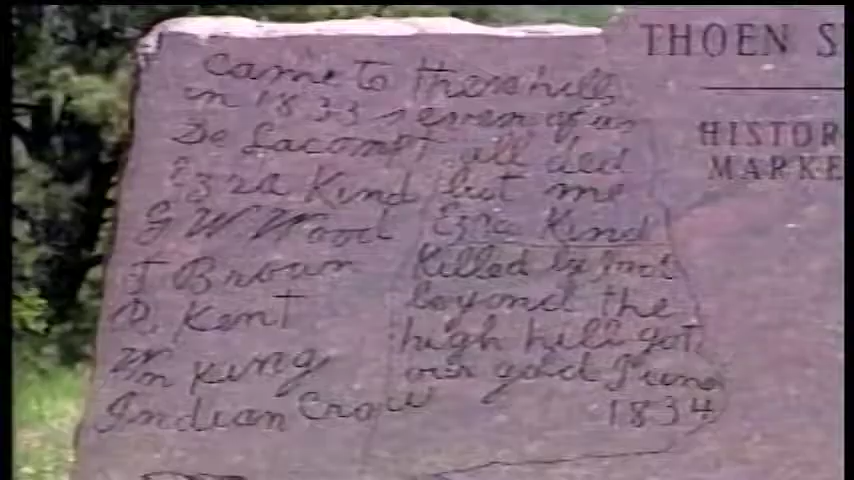 came to these hills
in 1833 seven of us
De Lacompt all ded
Ezra Kind but me
G W Wood Ezra Kind
T Brown Killed by Ind
R. Kent beyond the
Wm King high hill got
Indian Crow our gold June
1834
THOEN S
HISTOR
MARKE